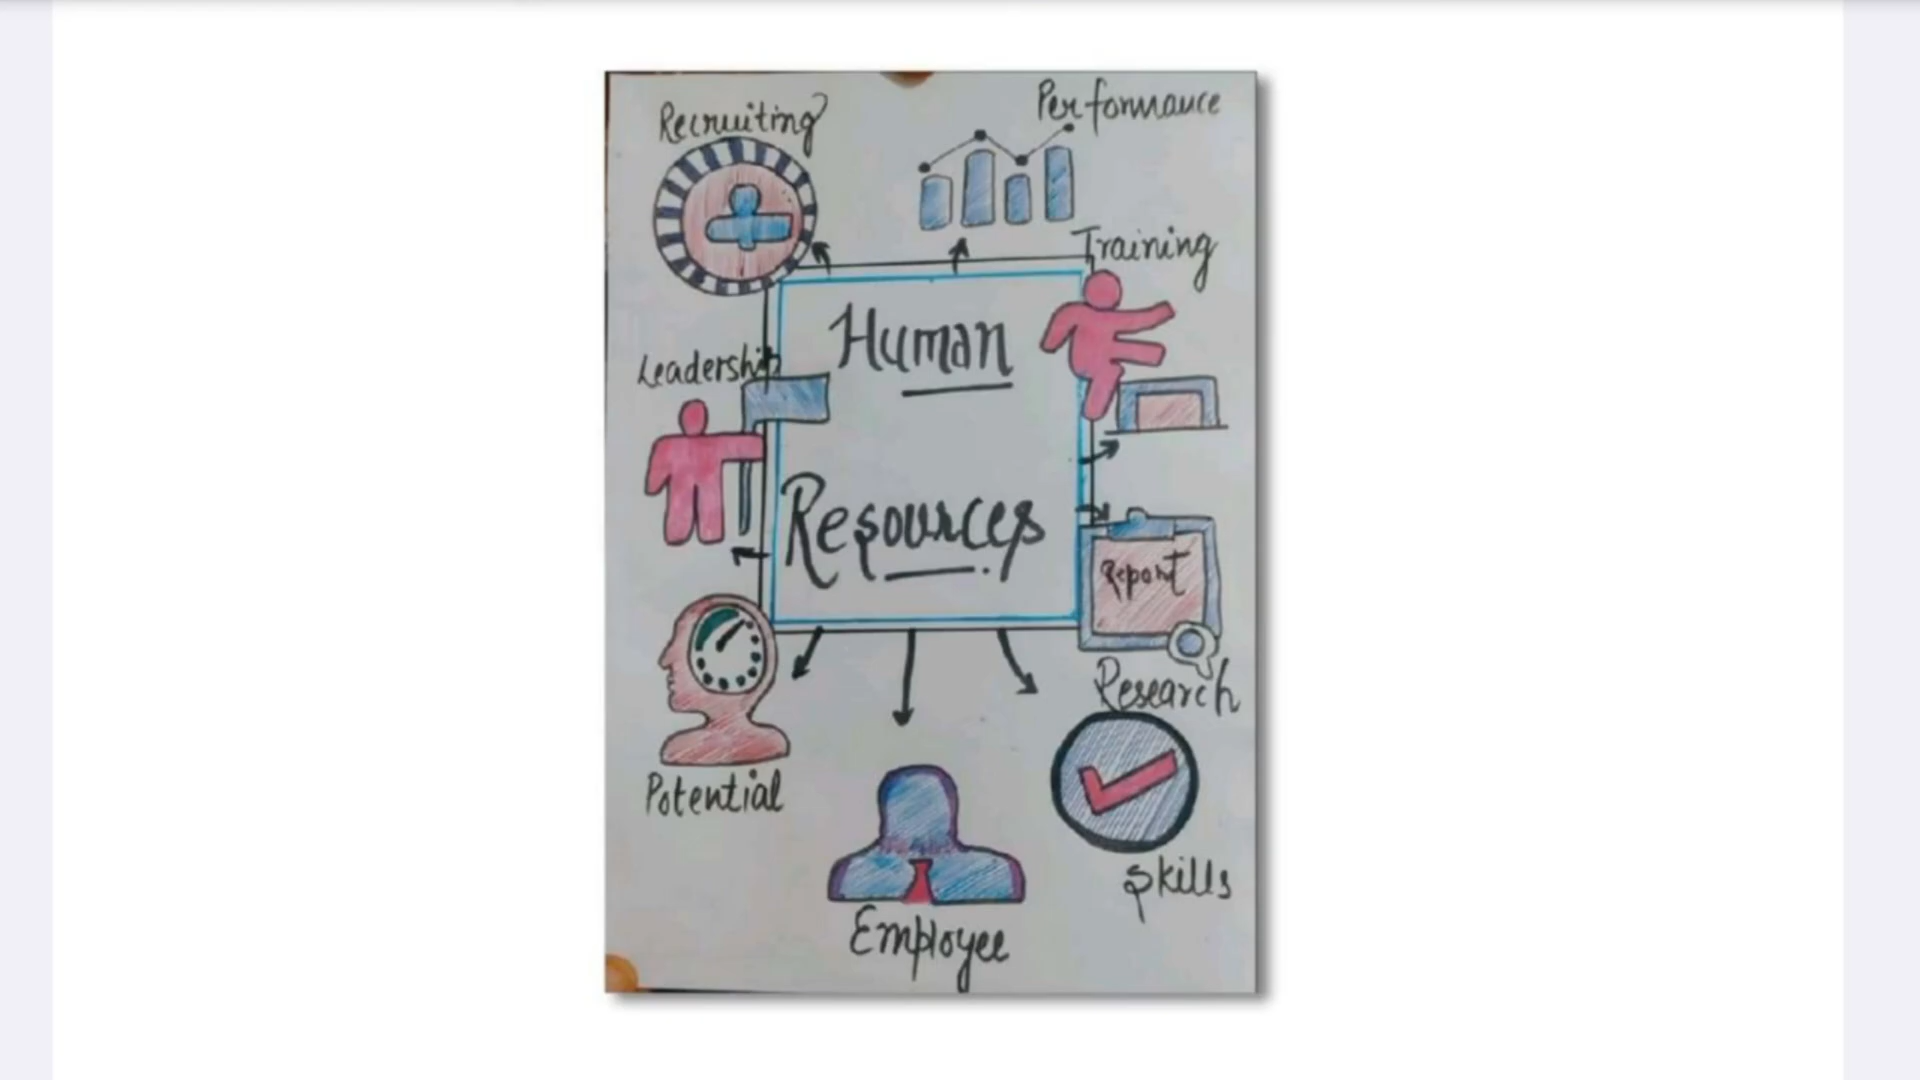 Recruiting
Performance
Training
Human
Leadership
Resources
Report
Research
Potential
Skills
Employee